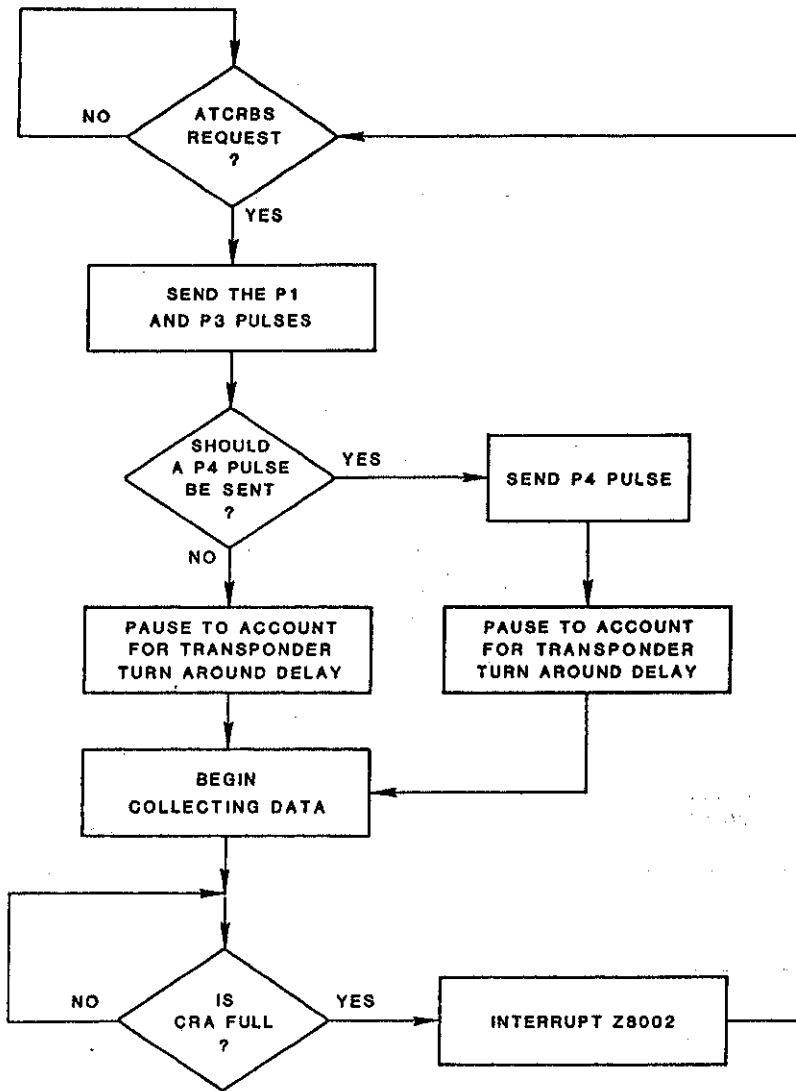 NO
ATCRBS
REQUEST
?
YES
SEND THE P1
AND P3 PULSES
SHOULD
A P4 PULSE
BE SENT
?
YES
SEND P4 PULSE
NO
PAUSE TO ACCOUNT
FOR TRANSPONDER
TURN AROUND DELAY
PAUSE TO ACCOUNT
FOR TRANSPONDER
TURN AROUND DELAY
BEGIN
COLLECTING DATA
NO
IS
CRA FULL
?
YES
INTERRUPT Z8002